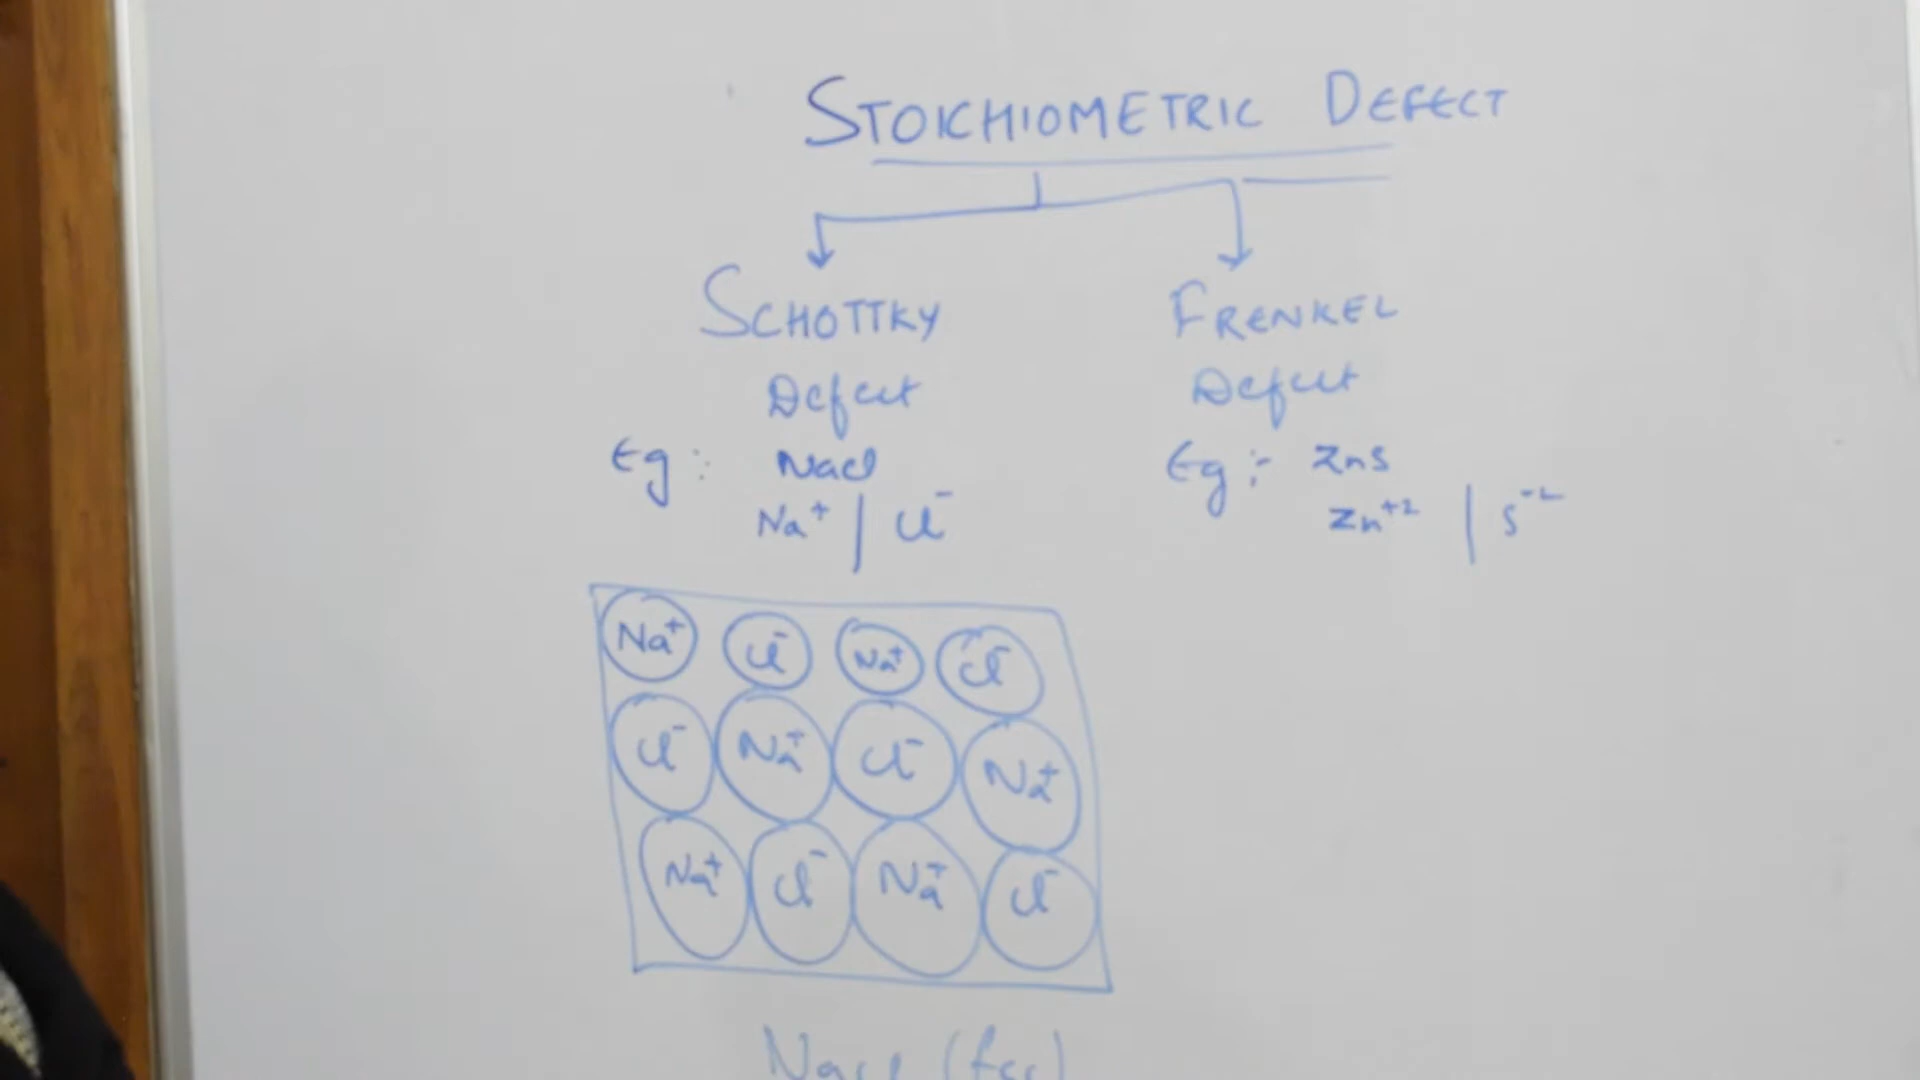 STOICHIOMETRIC DEFECT
SCHOTTKY
Defect
Eg : NaCl
Na⁺ | Cl⁻
FRENKEL
Defect
Eg :- ZnS
Zn⁺² | S⁻²
Na⁺ Cl⁻ Na⁺ Cl⁻
Cl⁻ Na⁺ Cl⁻ Na⁺
Na⁺ Cl⁻ Na⁺ Cl⁻
NaCl (fcc)